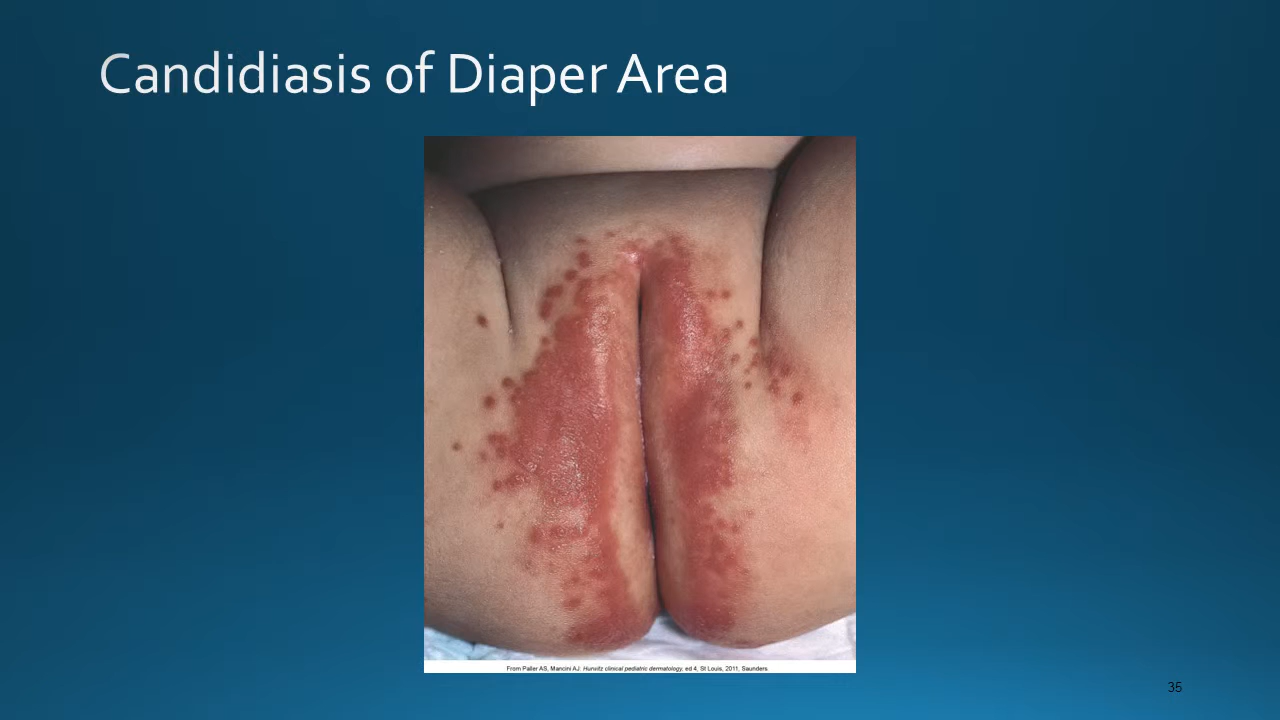 Candidiasis of Diaper Area
From Paller AS, Mancini AJ: Hurwitz clinical pediatric dermatology, ed 4, St Louis, 2011, Saunders.
35